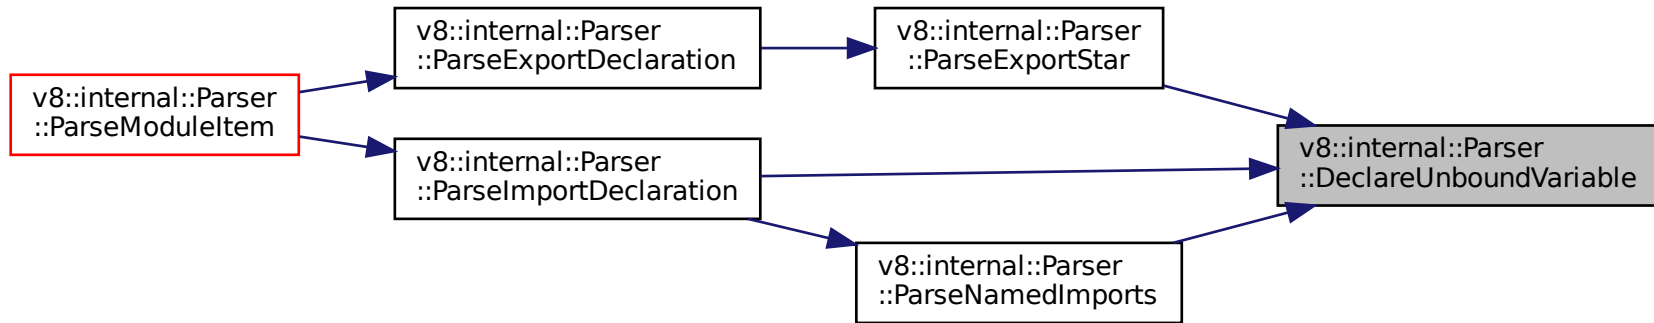 v8::internal::Parser
::ParseModuleItem
v8::internal::Parser
::ParseExportDeclaration
v8::internal::Parser
::ParseImportDeclaration
v8::internal::Parser
::ParseExportStar
v8::internal::Parser
::ParseNamedImports
v8::internal::Parser
::DeclareUnboundVariable